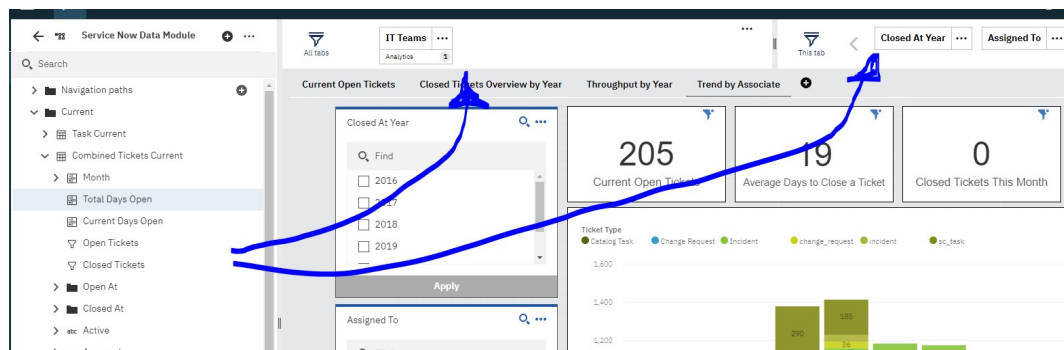 Service Now Data Module
Search
Navigation paths
Current
Task Current
Combined Tickets Current
Month
Total Days Open
Current Days Open
Open Tickets
Closed Tickets
Open At
Closed At
abc Active
All tabs
IT Teams
Analytics 1
This tab
Closed At Year
Assigned To
Current Open Tickets Closed Tickets Overview by Year Throughput by Year Trend by Associate
Closed At Year
Find
2016
2017
2018
2019
Apply
Assigned To
205
Current Open Tickets
19
Average Days to Close a Ticket
0
Closed Tickets This Month
Ticket Type
Catalog Task Change Request Incident change_request incident sc_task
1,600
1,400
1,200
290
185
36